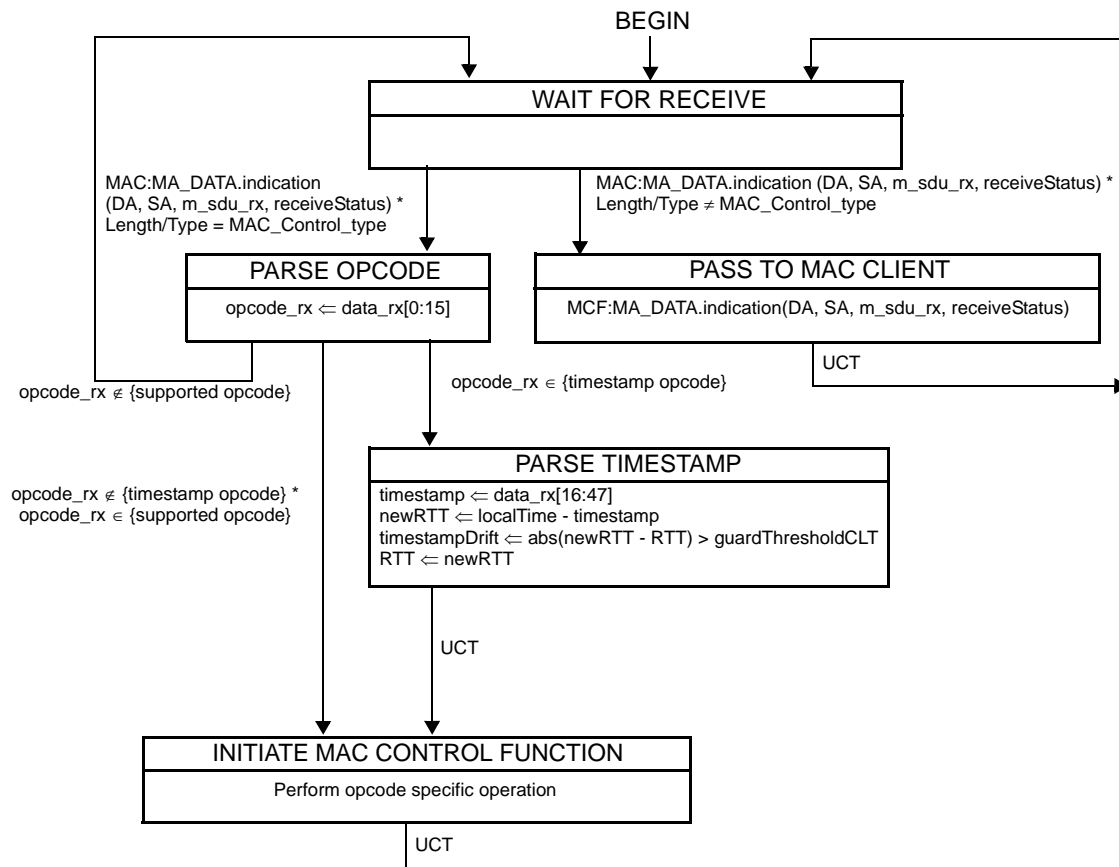 BEGIN
WAIT FOR RECEIVE
MAC:MA_DATA.indication
(DA, SA, m_sdu_rx, receiveStatus) *
Length/Type = MAC_Control_type
MAC:MA_DATA.indication (DA, SA, m_sdu_rx, receiveStatus) *
Length/Type ≠ MAC_Control_type
PARSE OPCODE
opcode_rx ⇐ data_rx[0:15]
PASS TO MAC CLIENT
MCF:MA_DATA.indication(DA, SA, m_sdu_rx, receiveStatus)
UCT
opcode_rx ∉ {supported opcode}
opcode_rx ∈ {timestamp opcode}
opcode_rx ∉ {timestamp opcode} *
opcode_rx ∈ {supported opcode}
PARSE TIMESTAMP
timestamp ⇐ data_rx[16:47]
newRTT ⇐ localTime - timestamp
timestampDrift ⇐ abs(newRTT - RTT) > guardThresholdCLT
RTT ⇐ newRTT
UCT
INITIATE MAC CONTROL FUNCTION
Perform opcode specific operation
UCT